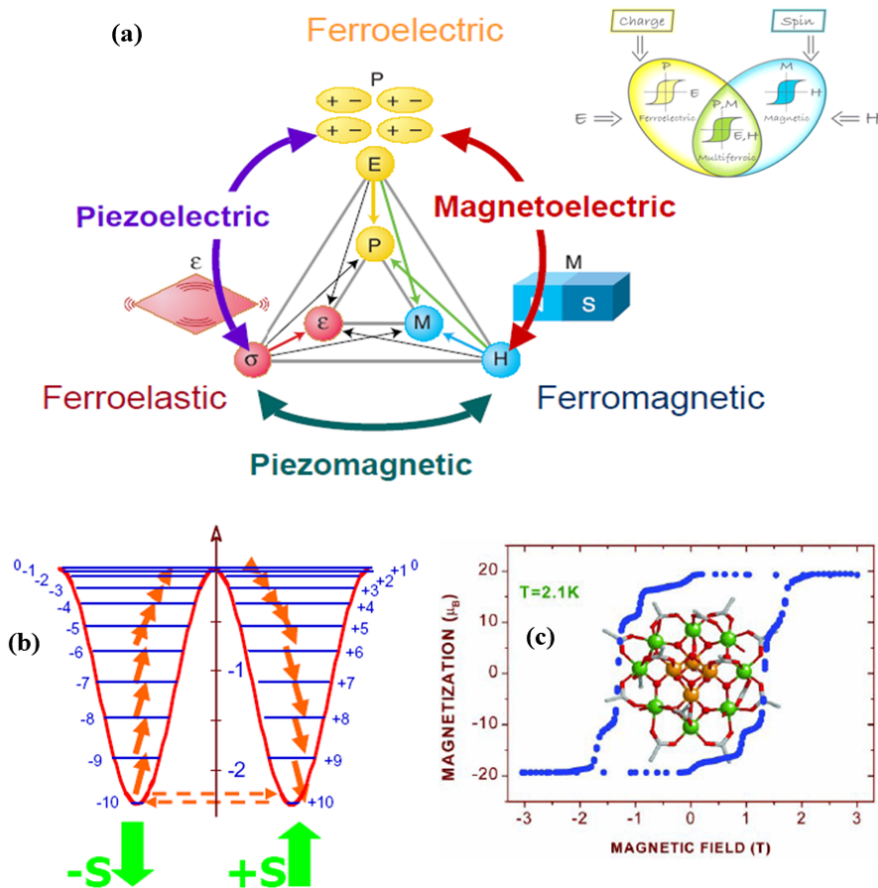 (a)
Ferroelectric
P
+ − + −
+ − + −
Charge
Spin
P
E
Ferroelectric
M
H
Magnetic
P,M
E,H
Multiferroic
E
H
E
P
Piezoelectric
Magnetoelectric
ε
M
N S
ε
M
σ
H
Ferroelastic
Ferromagnetic
Piezomagnetic
(b)
0
-1
-2
-3
-4
-5
-6
-7
-8
-9
-10
0
+1
+2
+3
+4
+5
+6
+7
+8
+9
+10
-1
-2
-S
+S
(c)
T=2.1K
MAGNETIZATION (μB)
20
10
0
-10
-20
-3 -2 -1 0 1 2 3
MAGNETIC FIELD (T)